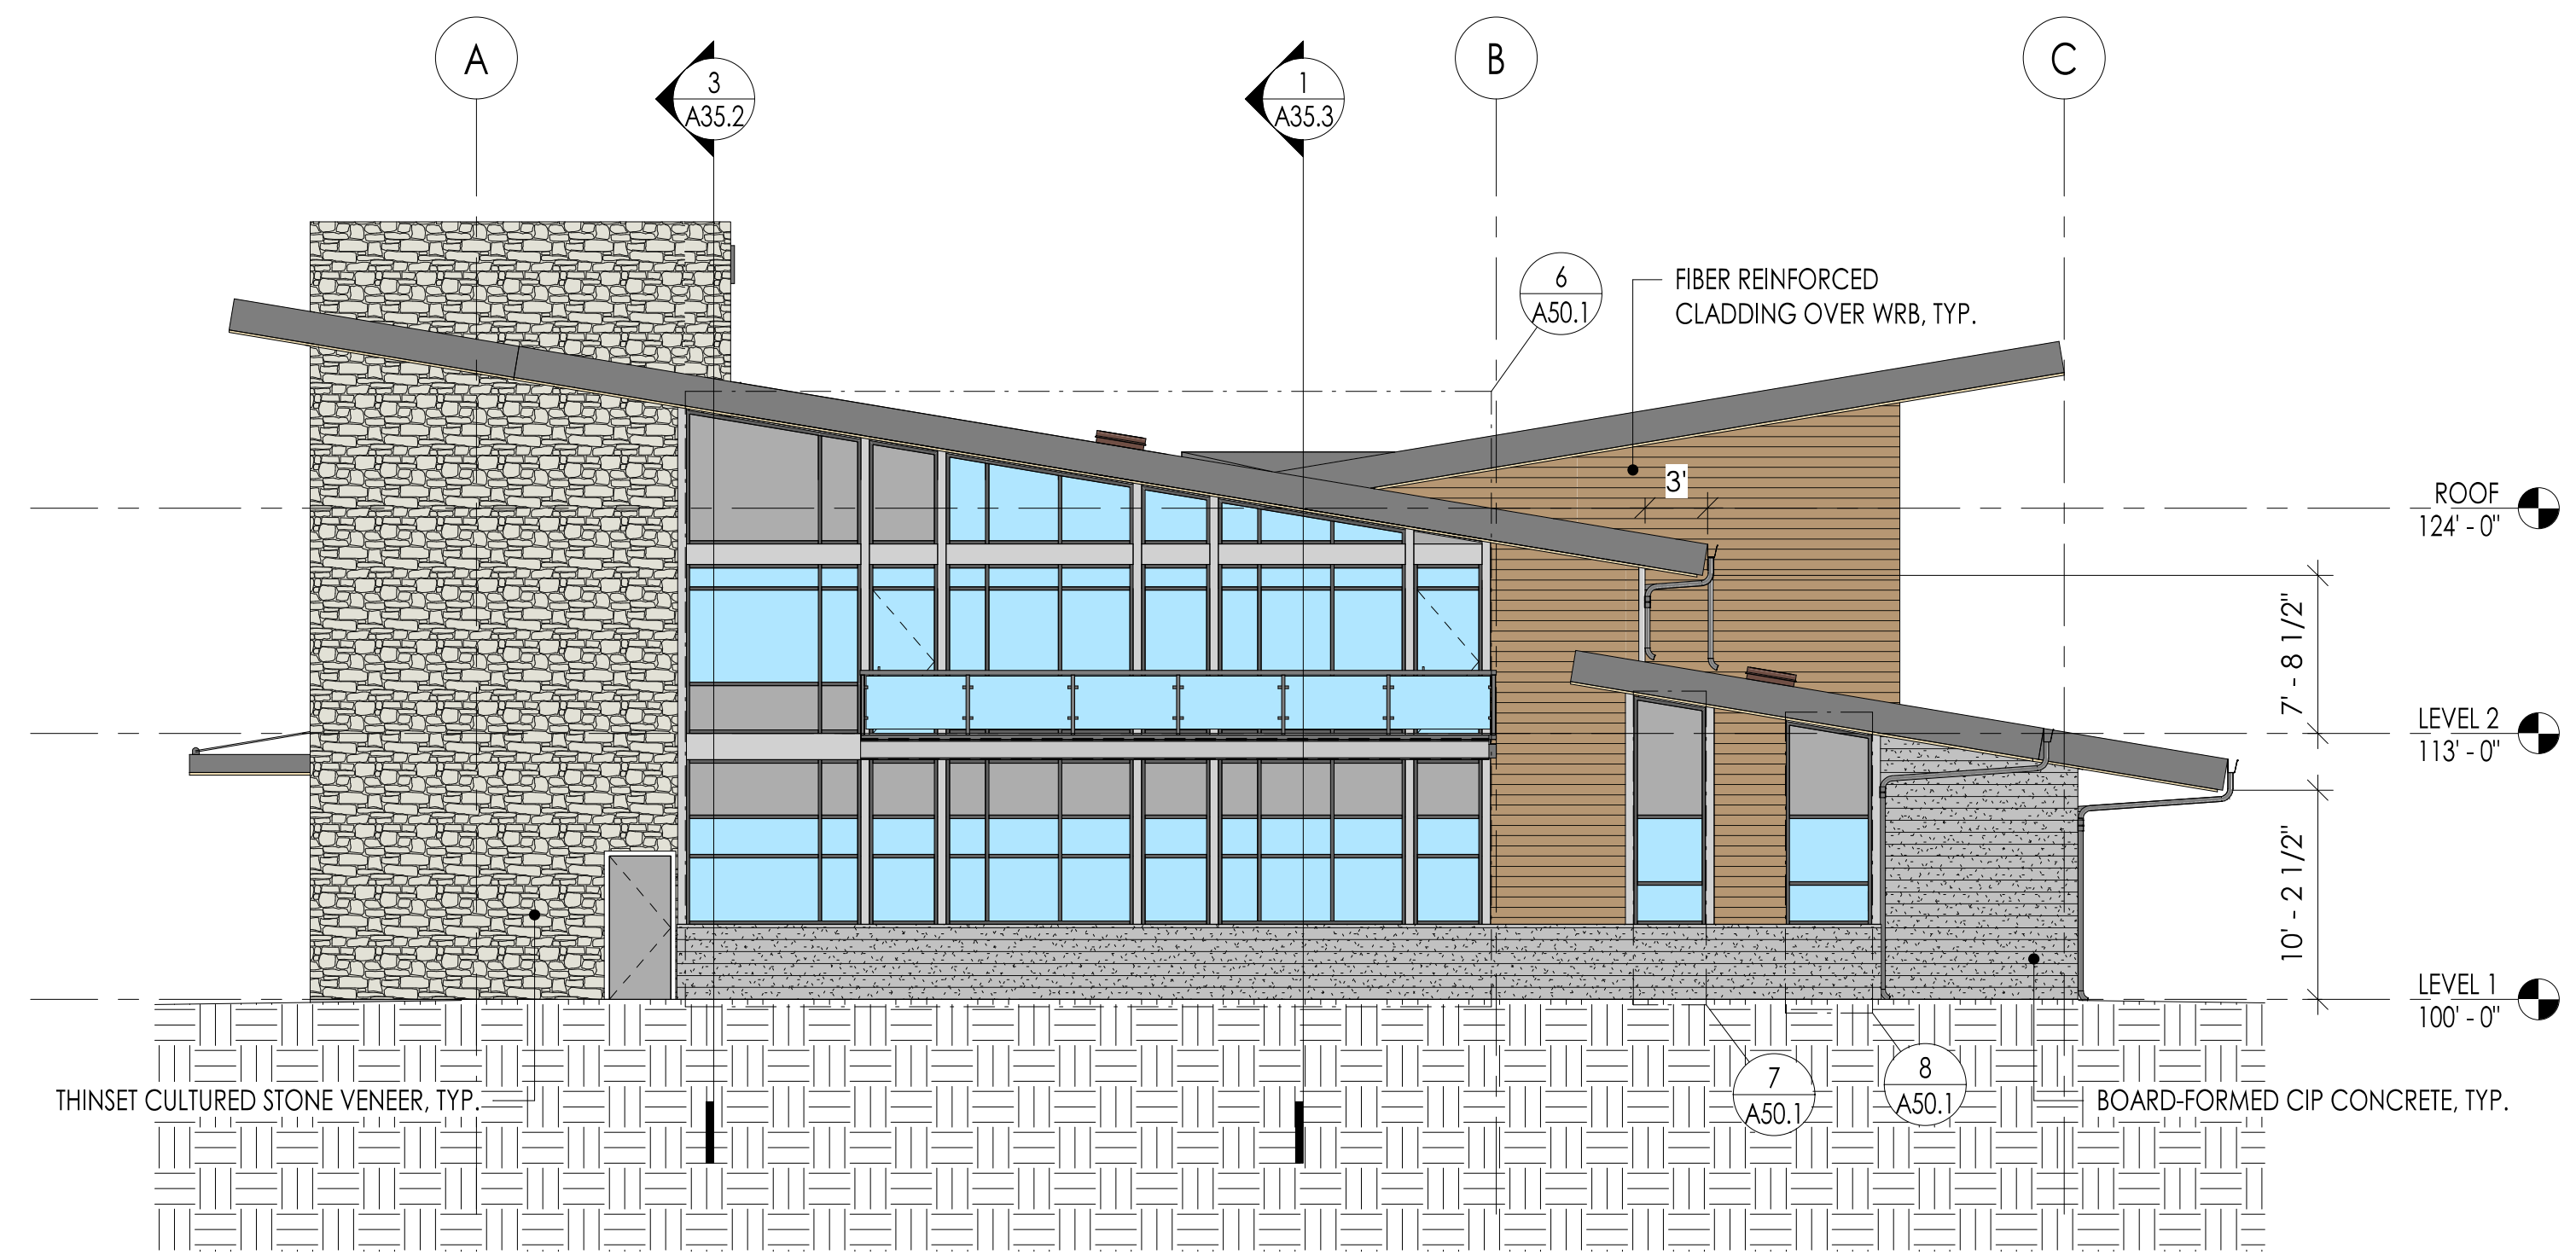 A
B
C
3
A35.2
1
A35.3
6
A50.1
FIBER REINFORCED
CLADDING OVER WRB, TYP.
3'
ROOF
124' - 0"
7' - 8 1/2"
LEVEL 2
113' - 0"
10' - 2 1/2"
LEVEL 1
100' - 0"
THINSET CULTURED STONE VENEER, TYP.
7
A50.1
8
A50.1
BOARD-FORMED CIP CONCRETE, TYP.